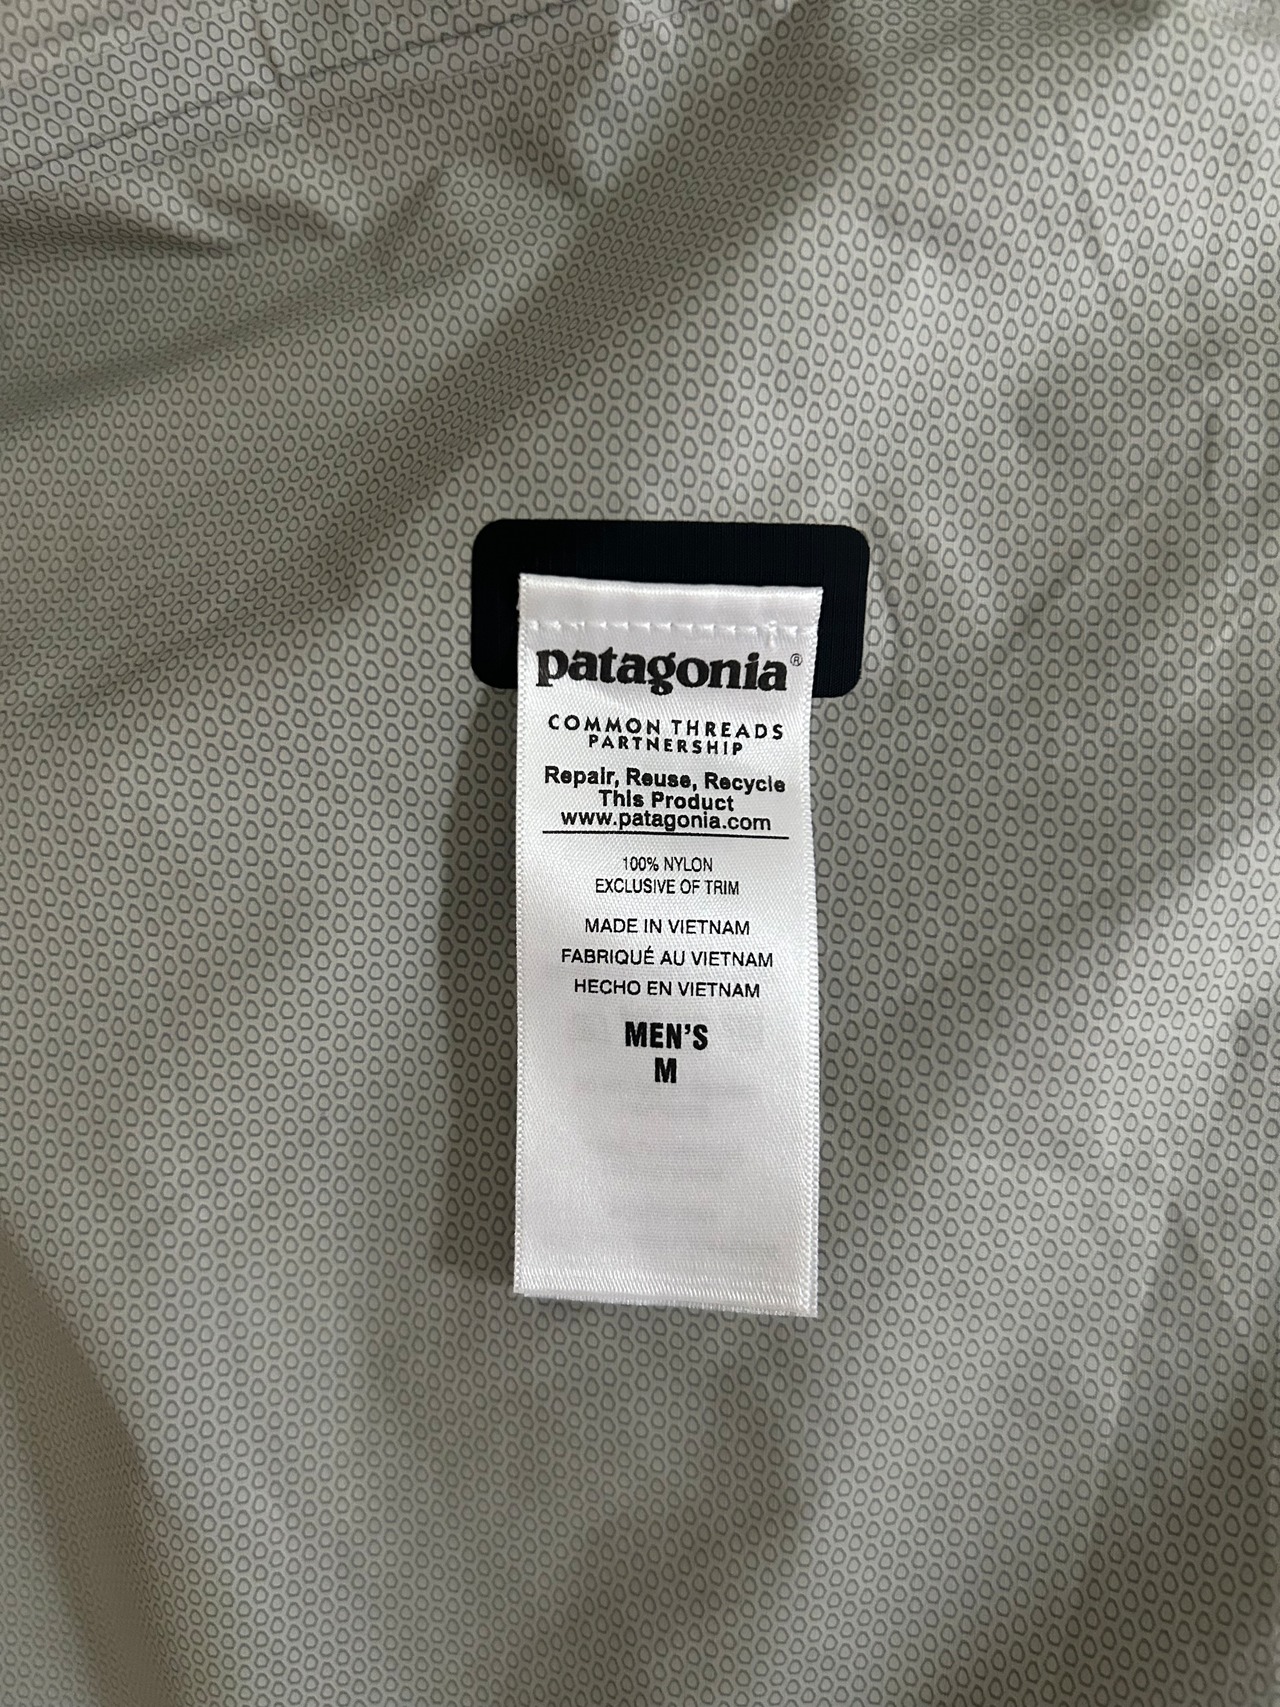 patagonia®
COMMON THREADS
PARTNERSHIP
Repair, Reuse, Recycle
This Product
www.patagonia.com
100% NYLON
EXCLUSIVE OF TRIM
MADE IN VIETNAM
FABRIQUÉ AU VIETNAM
HECHO EN VIETNAM
MEN'S
M